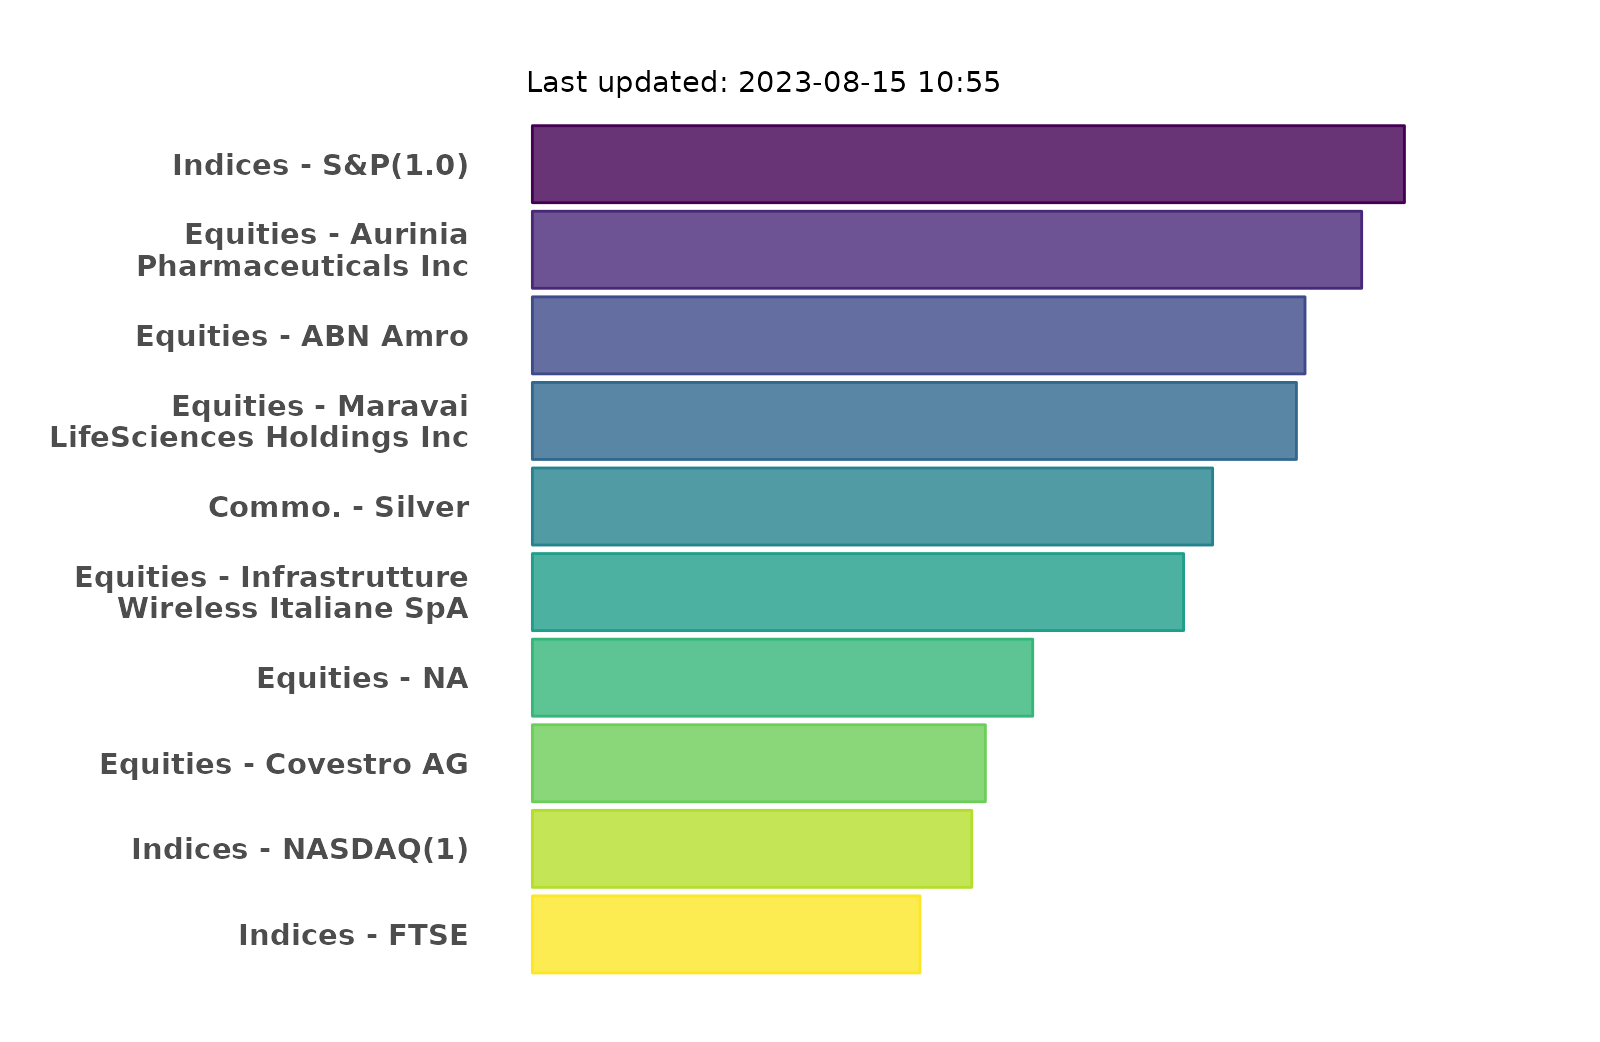 Last updated: 2023-08-15 10:55
Indices - S&P(1.0)
Equities - Aurinia
Pharmaceuticals Inc
Equities - ABN Amro
Equities - Maravai
LifeSciences Holdings Inc
Commo. - Silver
Equities - Infrastrutture
Wireless Italiane SpA
Equities - NA
Equities - Covestro AG
Indices - NASDAQ(1)
Indices - FTSE